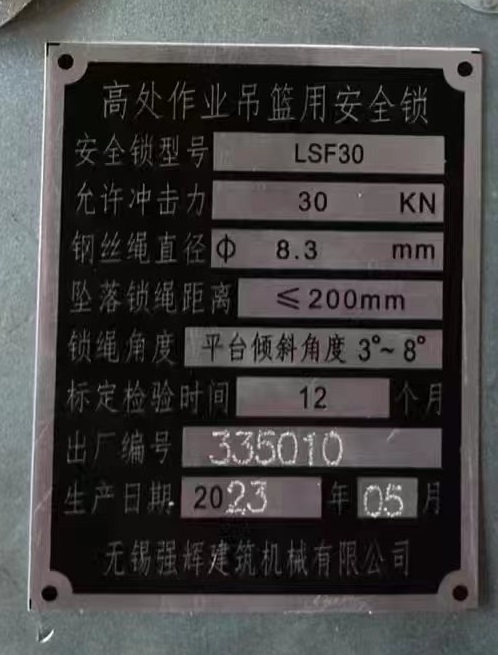 高处作业吊篮用安全锁
安全锁型号 LSF30
允许冲击力 30 KN
钢丝绳直径 φ 8.3 mm
坠落锁绳距离 ≤200mm
锁绳角度 平台倾斜角度 3°~8°
标定检验时间 12 个月
出厂编号 335010
生产日期 2023 年 05 月
无锡强辉建筑机械有限公司